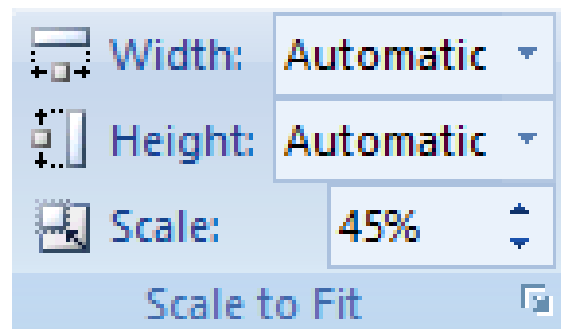 Width: Automatic
Height: Automatic
Scale: 45%
Scale to Fit